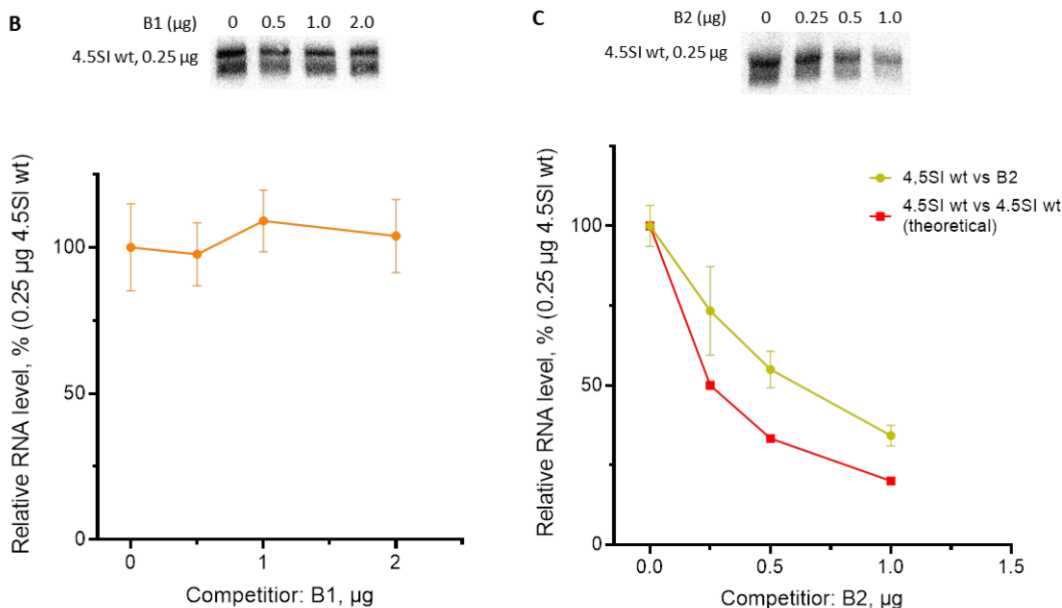 B
B1 (µg) 0 0.5 1.0 2.0
4.5SI wt, 0.25 µg
Relative RNA level, % (0.25 µg 4.5SI wt)
100
50
0
0 1 2
Competitior: B1, µg
C
B2 (µg) 0 0.25 0.5 1.0
4.5SI wt, 0.25 µg
Relative RNA level, % (0.25 µg 4.5SI wt)
4,5SI wt vs B2
4.5SI wt vs 4.5SI wt
(theoretical)
100
50
0
0.0 0.5 1.0 1.5
Competitior: B2, µg